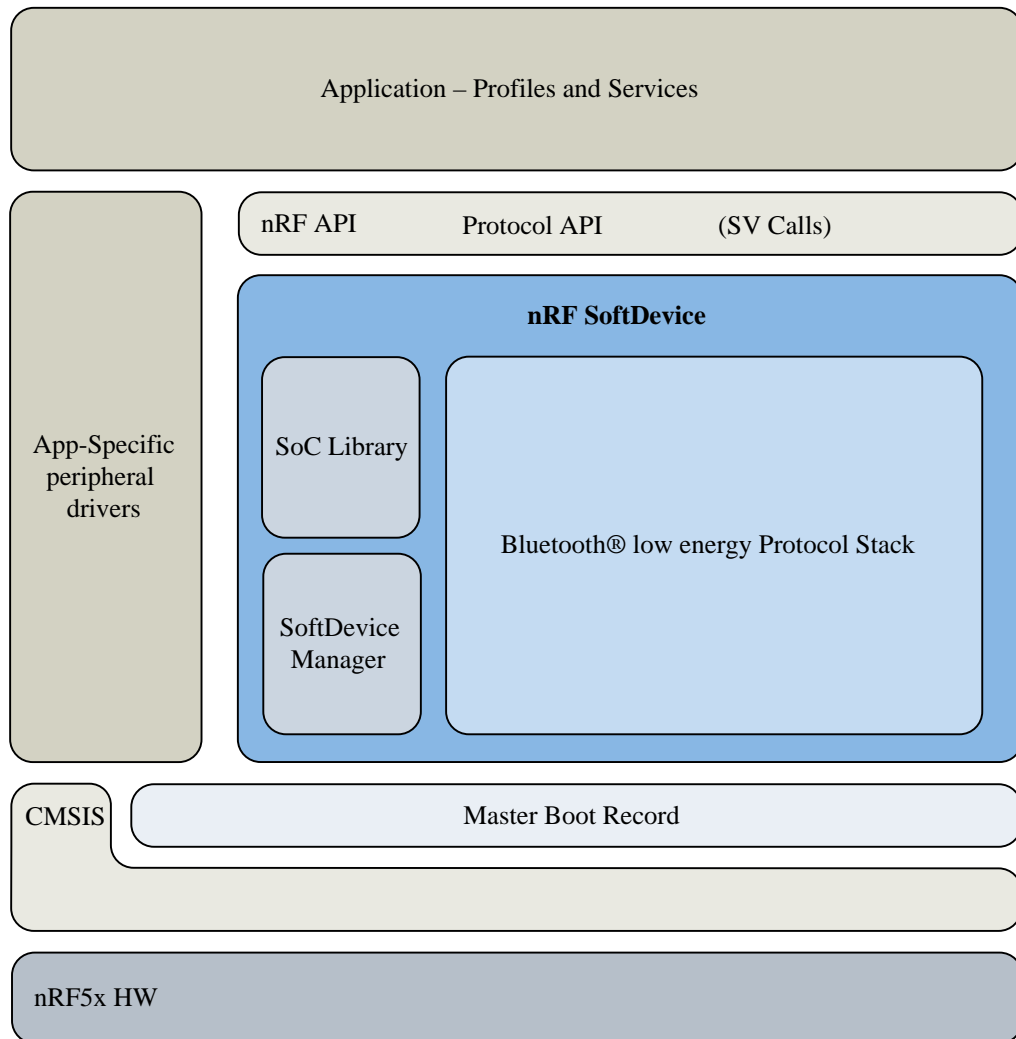 Application – Profiles and Services
nRF API Protocol API (SV Calls)
nRF SoftDevice
App-Specific
peripheral
drivers
SoC Library
Bluetooth® low energy Protocol Stack
SoftDevice
Manager
CMSIS
Master Boot Record
nRF5x HW